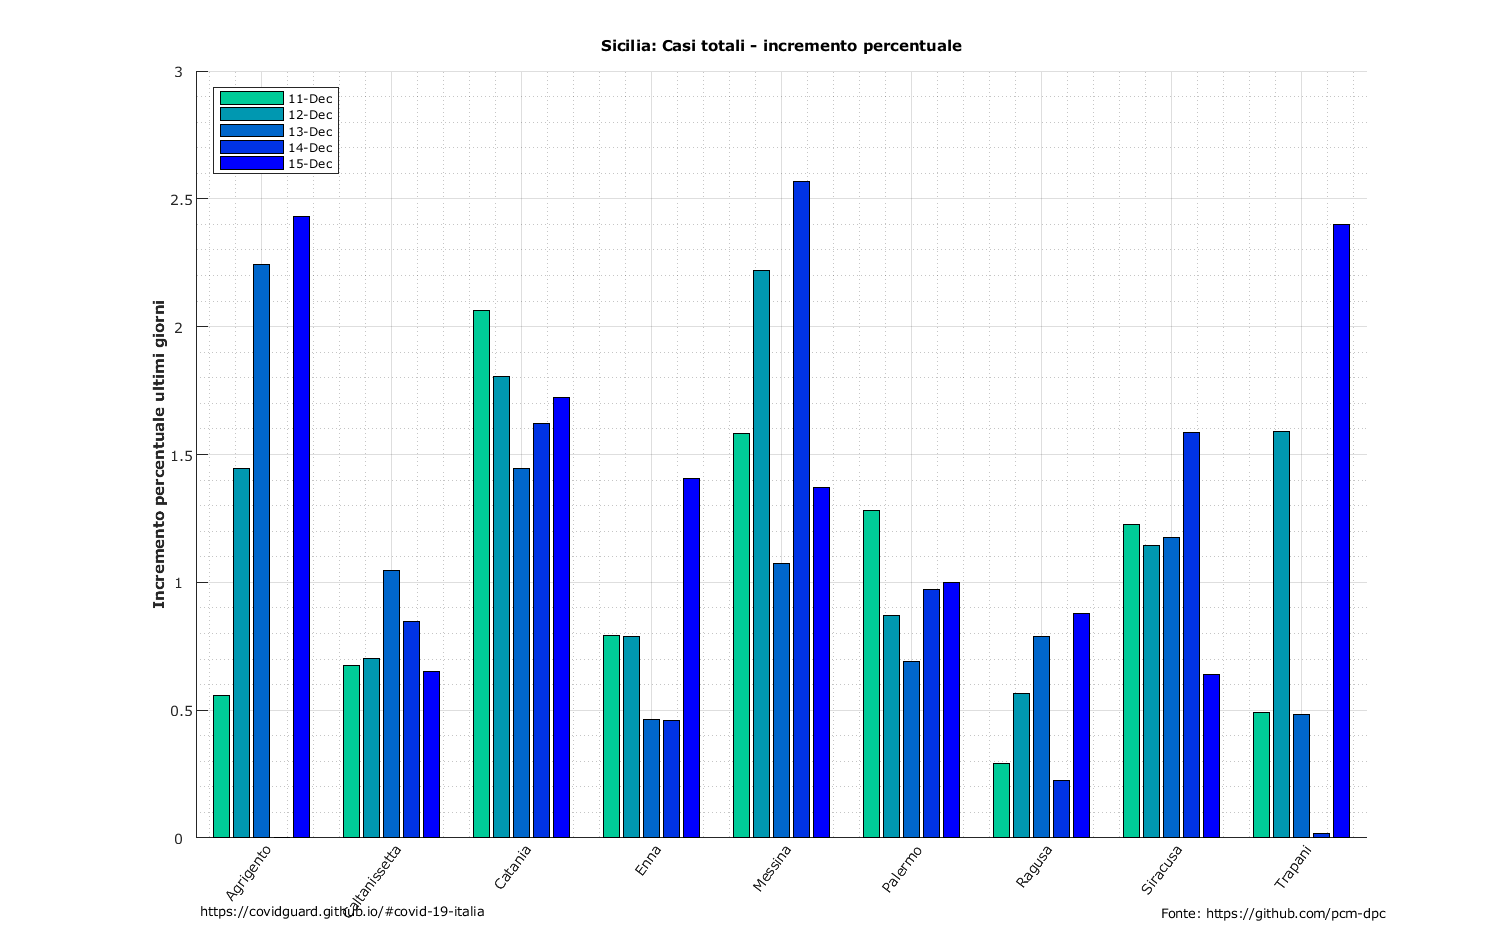 Sicilia: Casi totali - incremento percentuale
3
2.5
2
1.5
1
0.5
0
Incremento percentuale ultimi giorni
11-Dec
12-Dec
13-Dec
14-Dec
15-Dec
Agrigento
Caltanissetta
Catania
Enna
Messina
Palermo
Ragusa
Siracusa
Trapani
https://covidguard.github.io/#covid-19-italia
Fonte: https://github.com/pcm-dpc